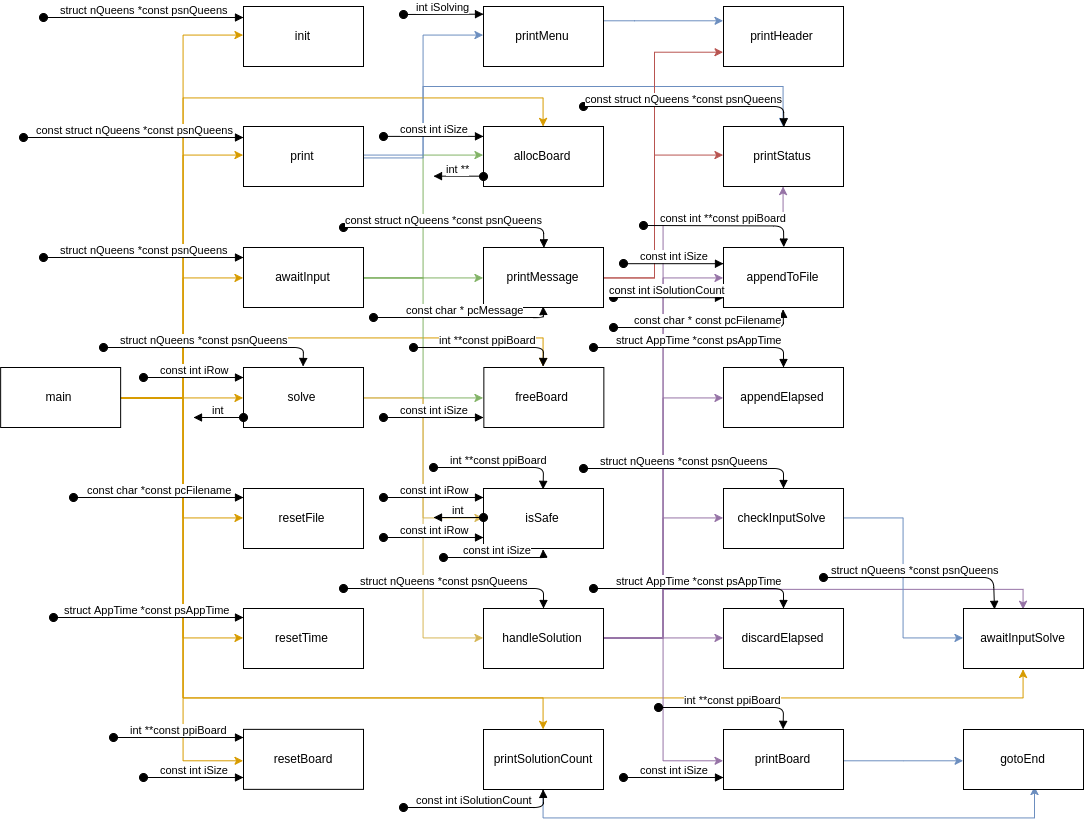 struct nQueens *const psnQueens
int iSolving
init
printMenu
printHeader
const struct nQueens *const psnQueens
const struct nQueens *const psnQueens
const int iSize
print
allocBoard
printStatus
int **
const struct nQueens *const psnQueens
const int **const ppiBoard
struct nQueens *const psnQueens
const int iSize
awaitInput
printMessage
appendToFile
const int iSolutionCount
const char * pcMessage
const char * const pcFilename
struct nQueens *const psnQueens
int **const ppiBoard
struct AppTime *const psAppTime
const int iRow
main
solve
freeBoard
appendElapsed
int
const int iSize
int **const ppiBoard
struct nQueens *const psnQueens
const char *const pcFilename
const int iRow
resetFile
int
isSafe
checkInputSolve
const int iRow
const int iSize
struct nQueens *const psnQueens
struct nQueens *const psnQueens
struct AppTime *const psAppTime
struct AppTime *const psAppTime
resetTime
handleSolution
discardElapsed
awaitInputSolve
int **const ppiBoard
int **const ppiBoard
resetBoard
printSolutionCount
printBoard
gotoEnd
const int iSize
const int iSize
const int iSolutionCount